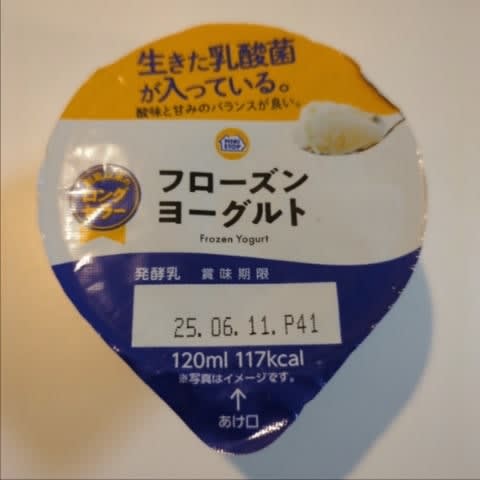 生きた乳酸菌
が入っている。
酸味と甘みのバランスが良い。
MINI
STOP
フローズン
ヨーグルト
Frozen Yogurt
ロング
セラー
発酵乳 賞味期限
25.06.11.P41
120ml 117kcal
※写真はイメージです。
↑
あけ口